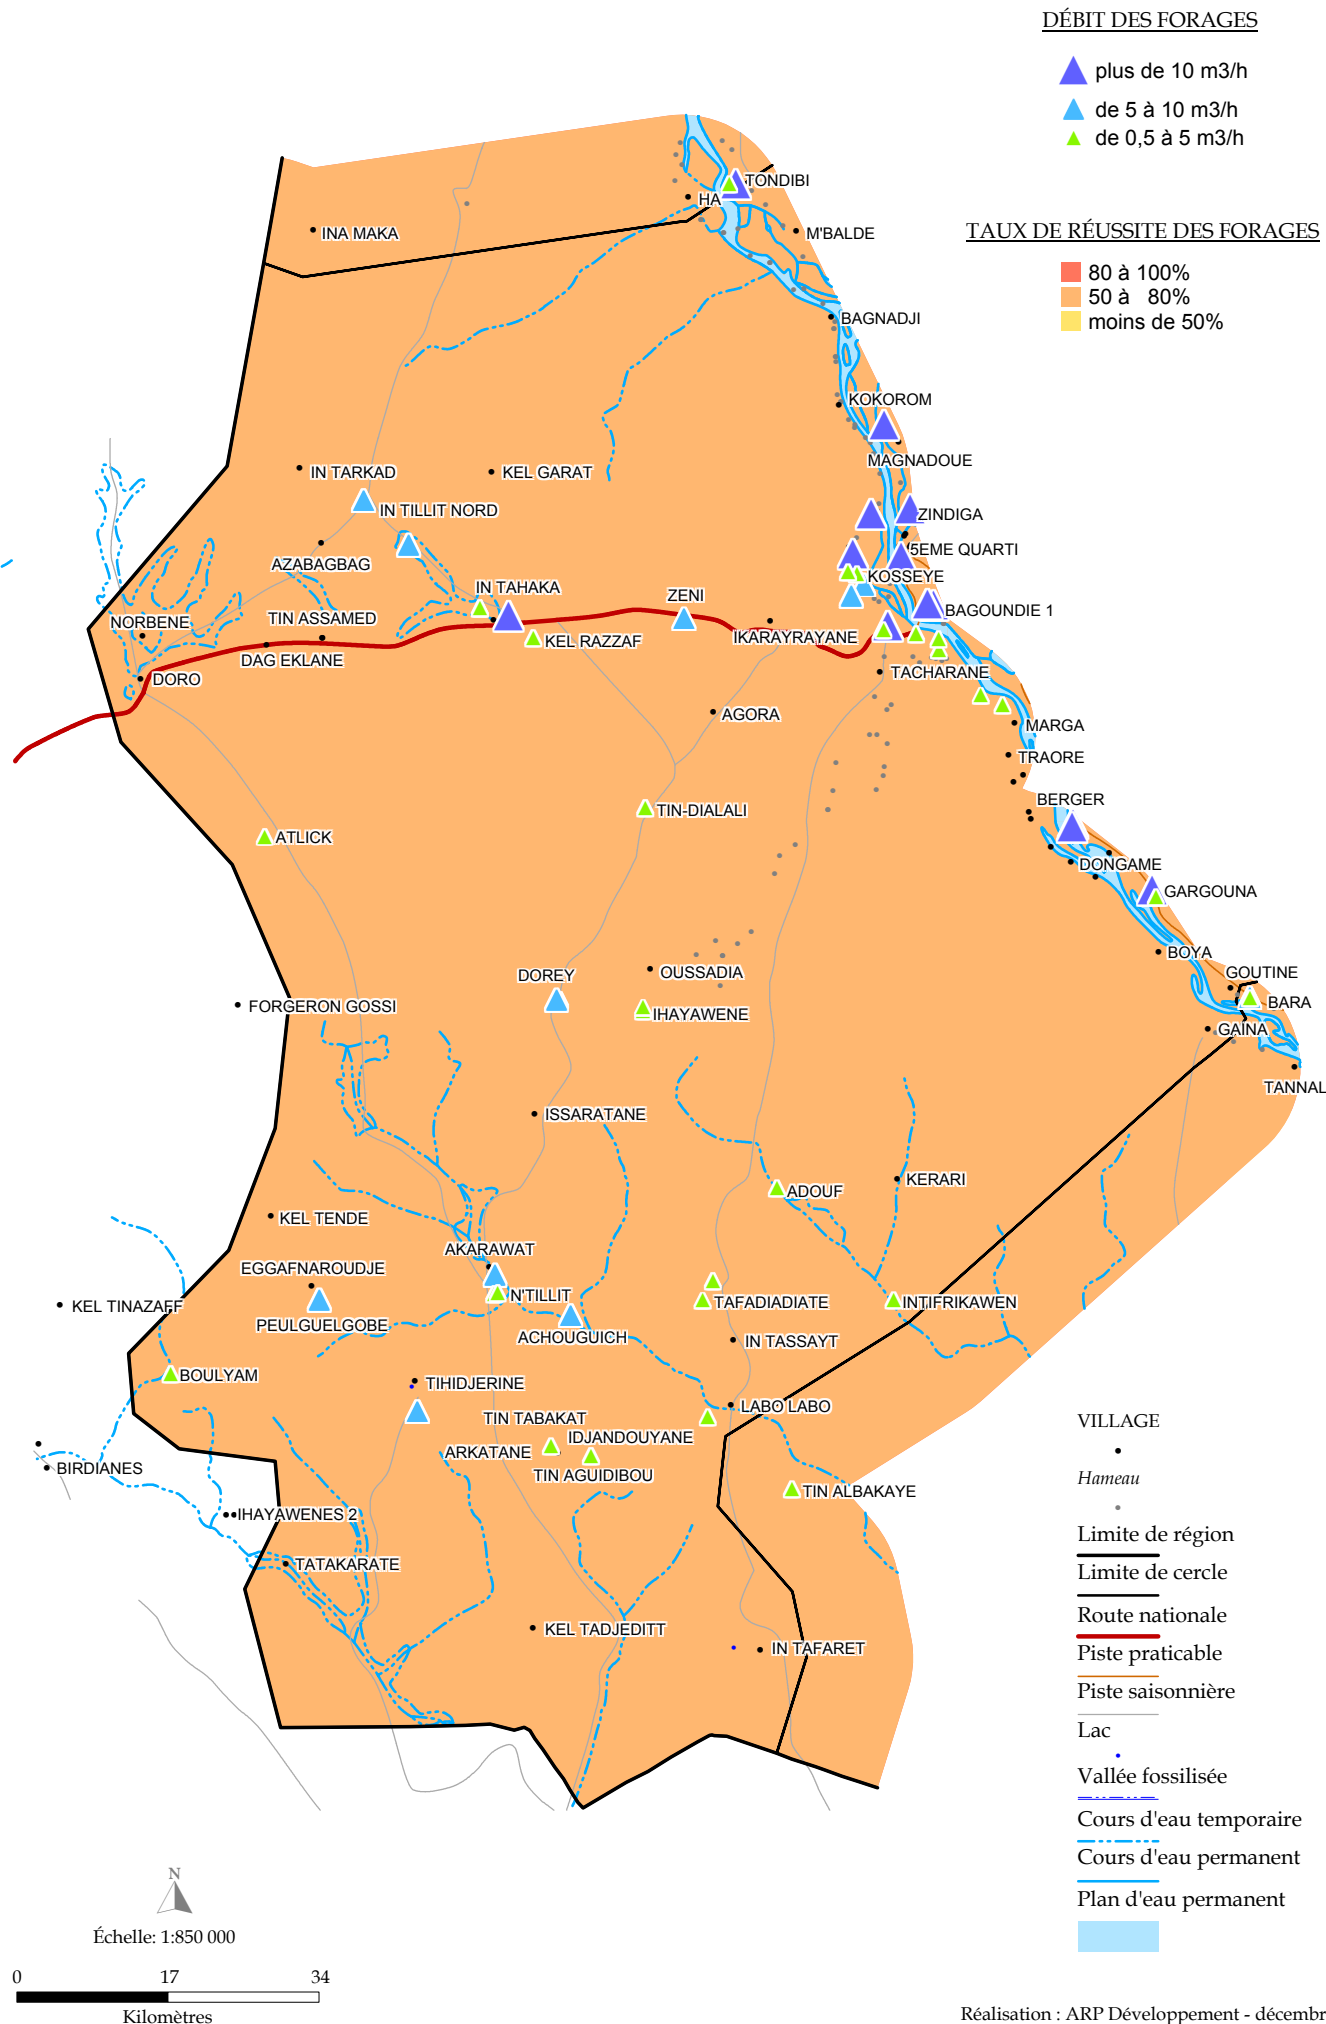 DÉBIT DES FORAGES
plus de 10 m3/h
de 5 à 10 m3/h
de 0,5 à 5 m3/h
TAUX DE RÉUSSITE DES FORAGES
80 à 100%
50 à 80%
moins de 50%
TONDIBI
HA
INA MAKA
M'BALDE
BAGNADJI
KOKOROM
MAGNADOUE
IN TARKAD
KEL GARAT
IN TILLIT NORD
ZINDIGA
5EME QUARTI
AZABAGBAG
KOSSEYE
IN TAHAKA
ZENI
BAGOUNDIE 1
NORBENE
TIN ASSAMED
IKARAYRAYANE
KEL RAZZAF
DAG EKLANE
DORO
TACHARANE
AGORA
MARGA
TRAORE
BERGER
TIN-DIALALI
ATLICK
DONGAME
GARGOUNA
BOYA
OUSSADIA
GOUTINE
DOREY
BARA
FORGERON GOSSI
IHAYAWENE
GAINA
TANNAL
ISSARATANE
KERARI
ADOUF
KEL TENDE
AKARAWAT
EGGAFNAROUDJE
N'TILLIT
TAFADIADIATE
INTIFRIKAWEN
KEL TINAZAFF
PEULGUELGOBE
ACHOUGUICH
IN TASSAYT
BOULYAM
TIHIDJERINE
LABO LABO
TIN TABAKAT
IDJANDOUYANE
ARKATANE
TIN AGUIDIBOU
BIRDIANES
TIN ALBAKAYE
IHAYAWENES 2
TATAKARATE
KEL TADJEDITT
IN TAFARET
VILLAGE
Hameau
Limite de région
Limite de cercle
Route nationale
Piste praticable
Piste saisonnière
Lac
Vallée fossilisée
Cours d'eau temporaire
Cours d'eau permanent
Plan d'eau permanent
N
Échelle: 1:850 000
0 17 34
Kilomètres
Réalisation : ARP Développement - décembr